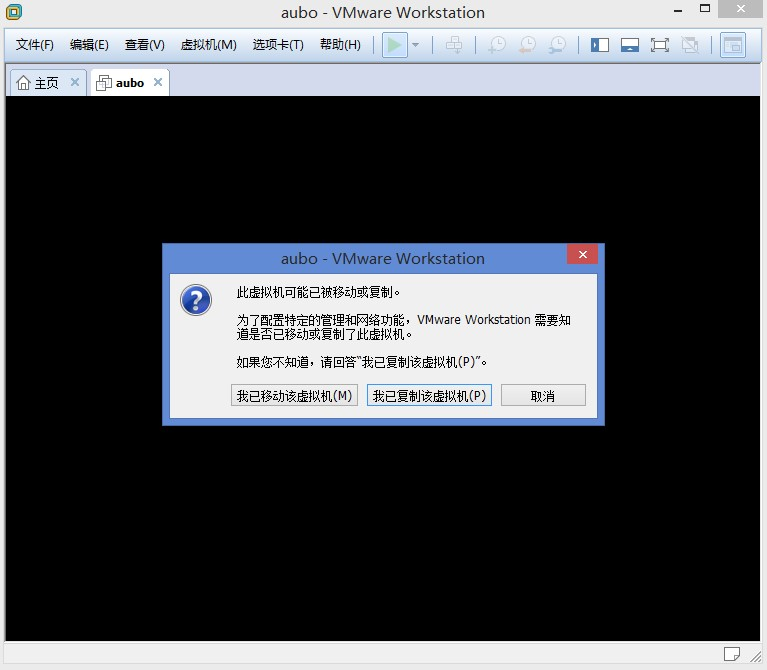 aubo - VMware Workstation
文件(F) 编辑(E) 查看(V) 虚拟机(M) 选项卡(T) 帮助(H)
主页 aubo
aubo - VMware Workstation
此虚拟机可能已被移动或复制。
为了配置特定的管理和网络功能，VMware Workstation 需要知
道是否已移动或复制了此虚拟机。
如果您不知道，请回答“我已复制该虚拟机(P)”。
我已移动该虚拟机(M) 我已复制该虚拟机(P) 取消